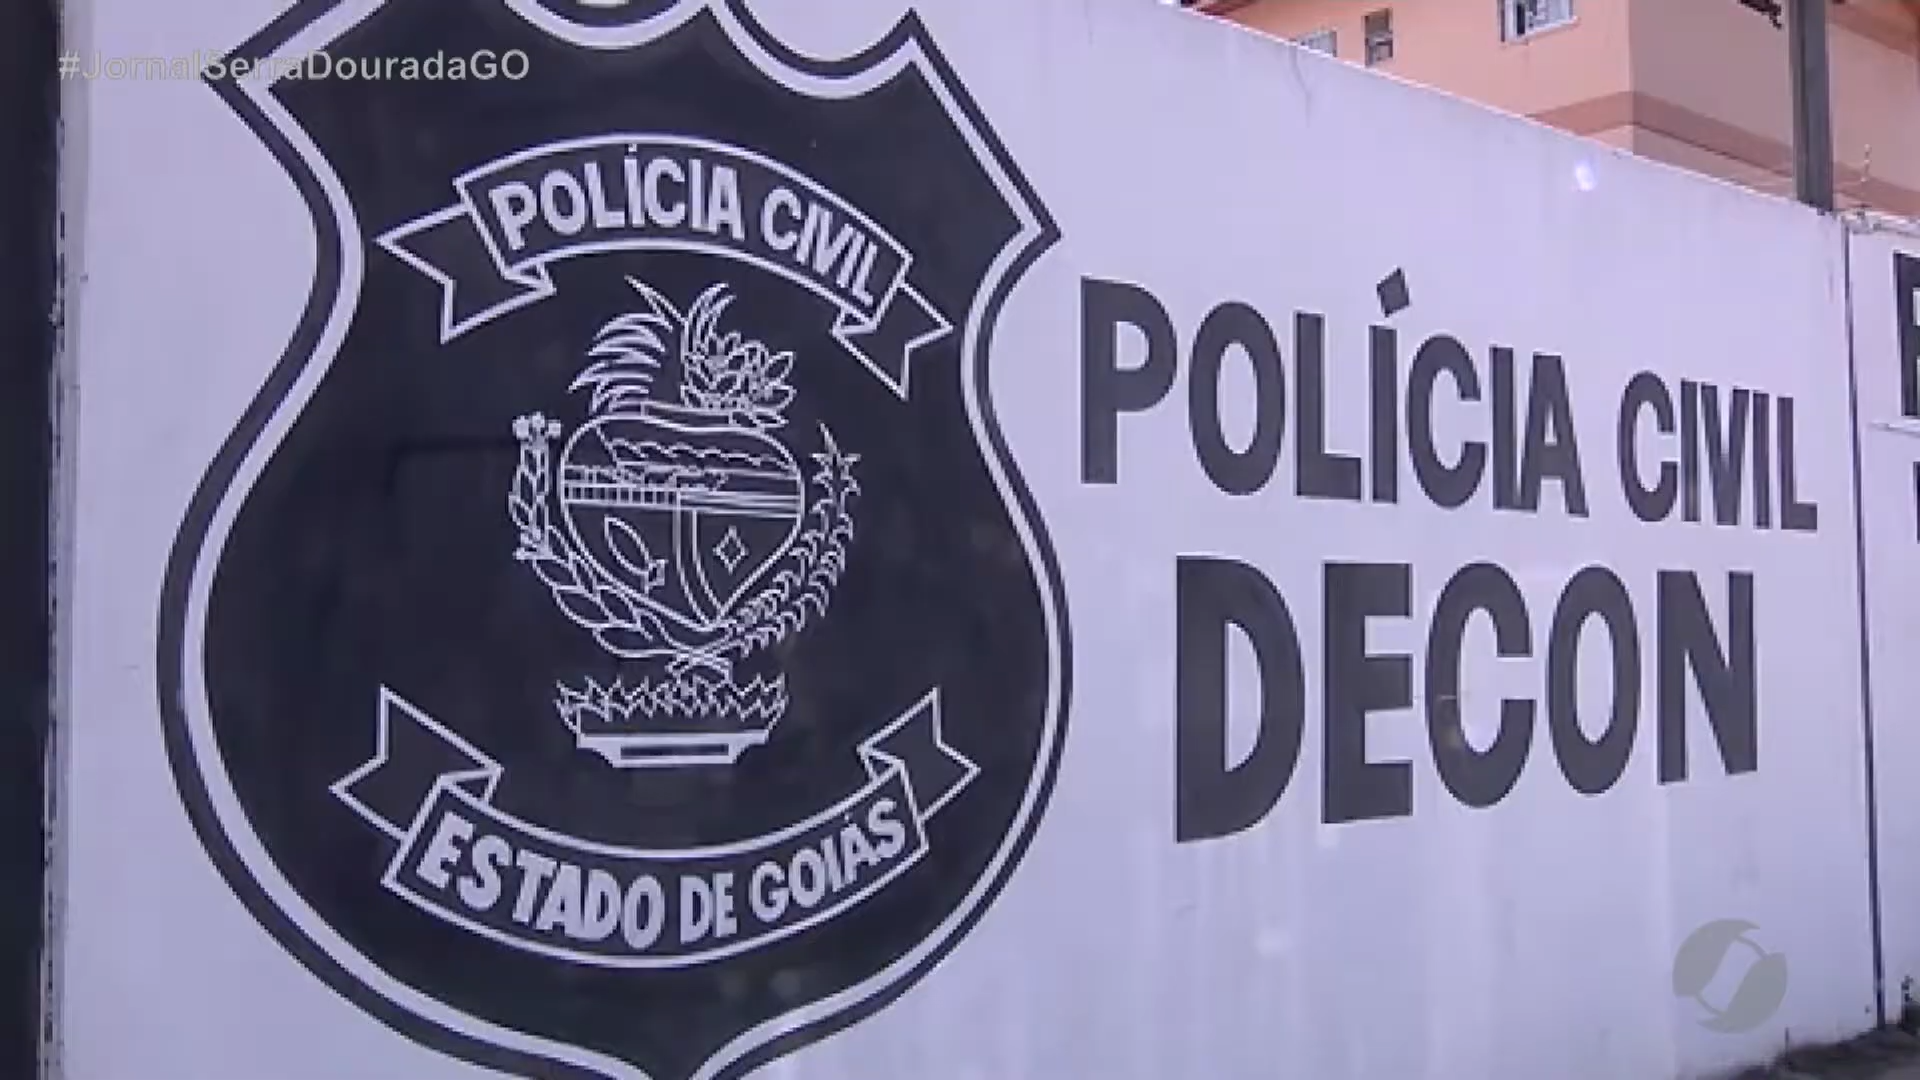 #JornalSerraDouradaGO
POLÍCIA CIVIL
ESTADO DE GOIÁS
POLÍCIA CIVIL
DECON